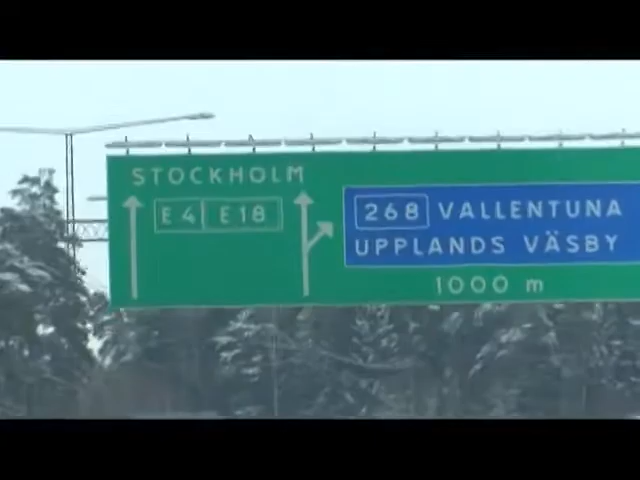 STOCKHOLM
E4 E18
268 VALLENTUNA
UPPLANDS VÄSBY
1000 m